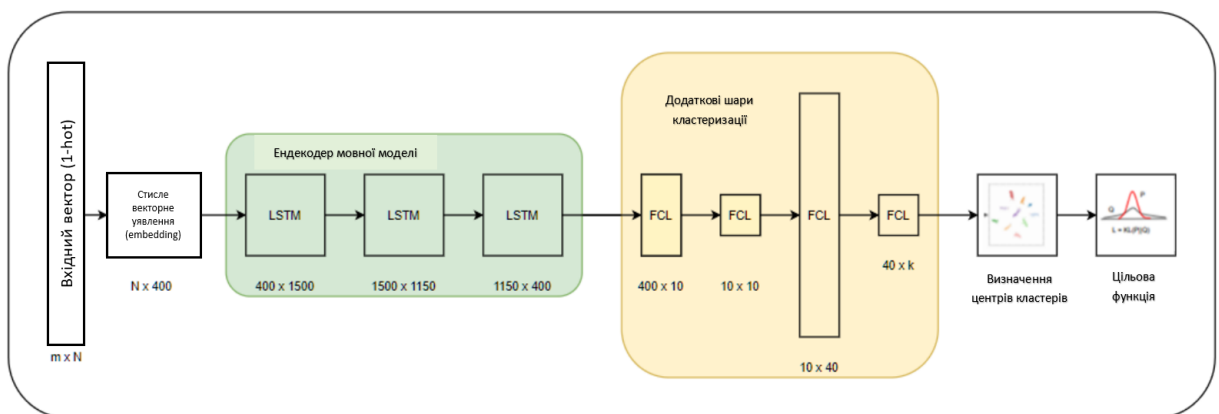 Вхідний вектор (1-hot)
m x N
Стисле
векторне
уявлення
(embedding)
N x 400
Ендекодер мовної моделі
LSTM
LSTM
LSTM
400 x 1500
1500 x 1150
1150 x 400
Додаткові шари
кластеризації
FCL
FCL
FCL
FCL
400 x 10
10 x 10
10 x 40
40 x k
Визначення
центрів кластерів
P
Q
L = KL(P||Q)
Цільова
функція